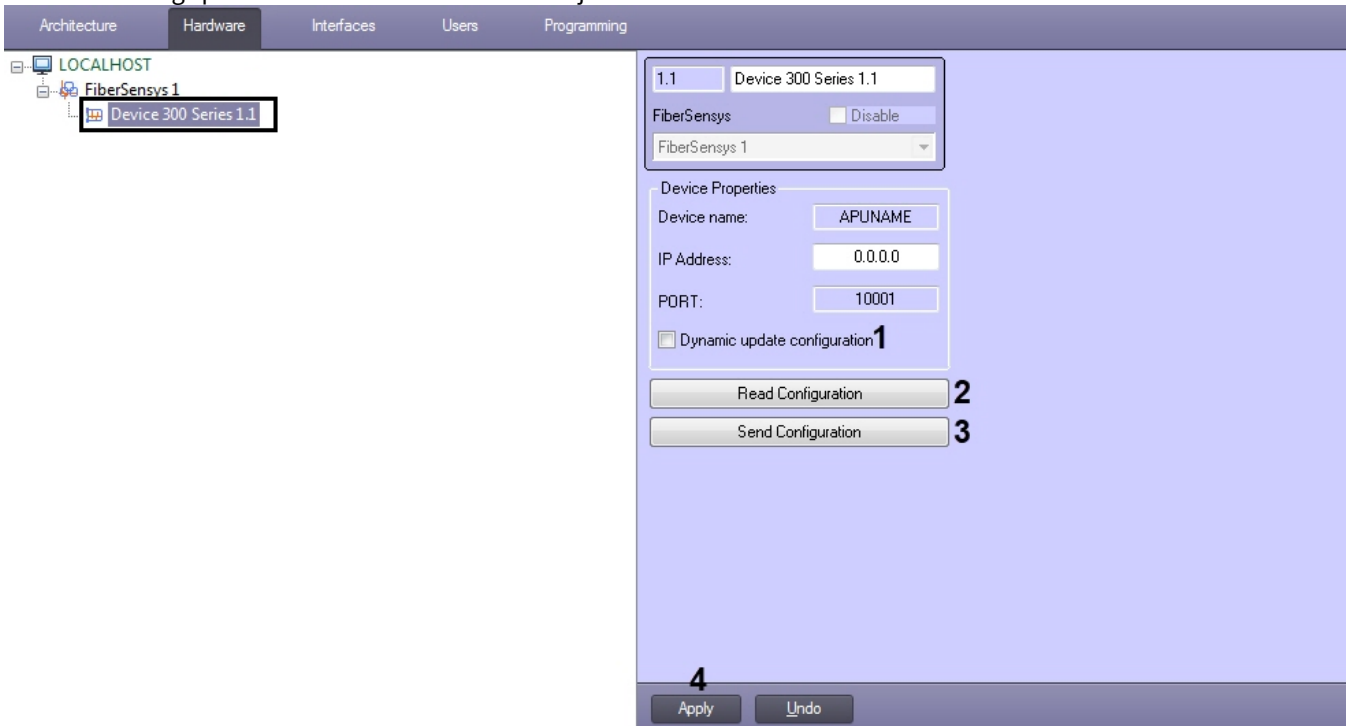 Architecture Hardware Interfaces Users Programming
LOCALHOST
FiberSensys 1
Device 300 Series 1.1
1.1 Device 300 Series 1.1
FiberSensys Disable
FiberSensys 1
Device Properties
Device name: APUNAME
IP Address: 0.0.0.0
PORT: 10001
Dynamic update configuration 1
Read Configuration 2
Send Configuration 3
4
Apply Undo